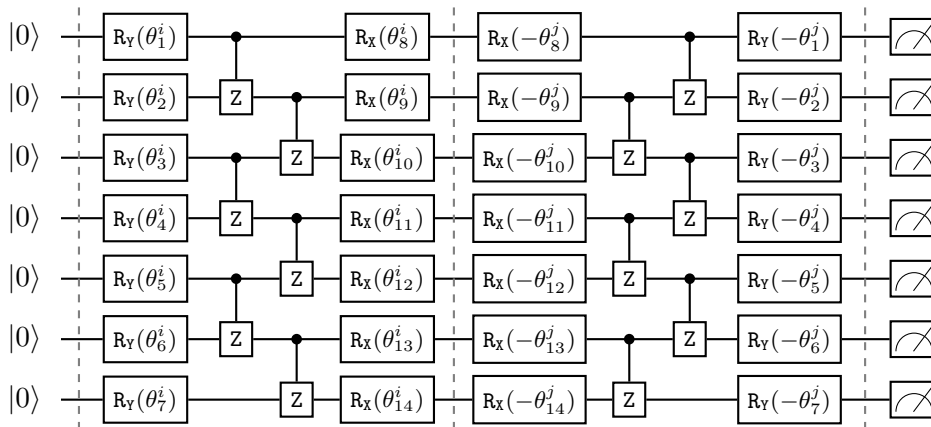 |0⟩ R_Y(θ_1^i) R_X(θ_8^i) R_X(−θ_8^j) R_Y(−θ_1^j)
|0⟩ R_Y(θ_2^i) Z R_X(θ_9^i) R_X(−θ_9^j) Z R_Y(−θ_2^j)
|0⟩ R_Y(θ_3^i) Z R_X(θ_10^i) R_X(−θ_10^j) Z R_Y(−θ_3^j)
|0⟩ R_Y(θ_4^i) Z R_X(θ_11^i) R_X(−θ_11^j) Z R_Y(−θ_4^j)
|0⟩ R_Y(θ_5^i) Z R_X(θ_12^i) R_X(−θ_12^j) Z R_Y(−θ_5^j)
|0⟩ R_Y(θ_6^i) Z R_X(θ_13^i) R_X(−θ_13^j) Z R_Y(−θ_6^j)
|0⟩ R_Y(θ_7^i) Z R_X(θ_14^i) R_X(−θ_14^j) Z R_Y(−θ_7^j)